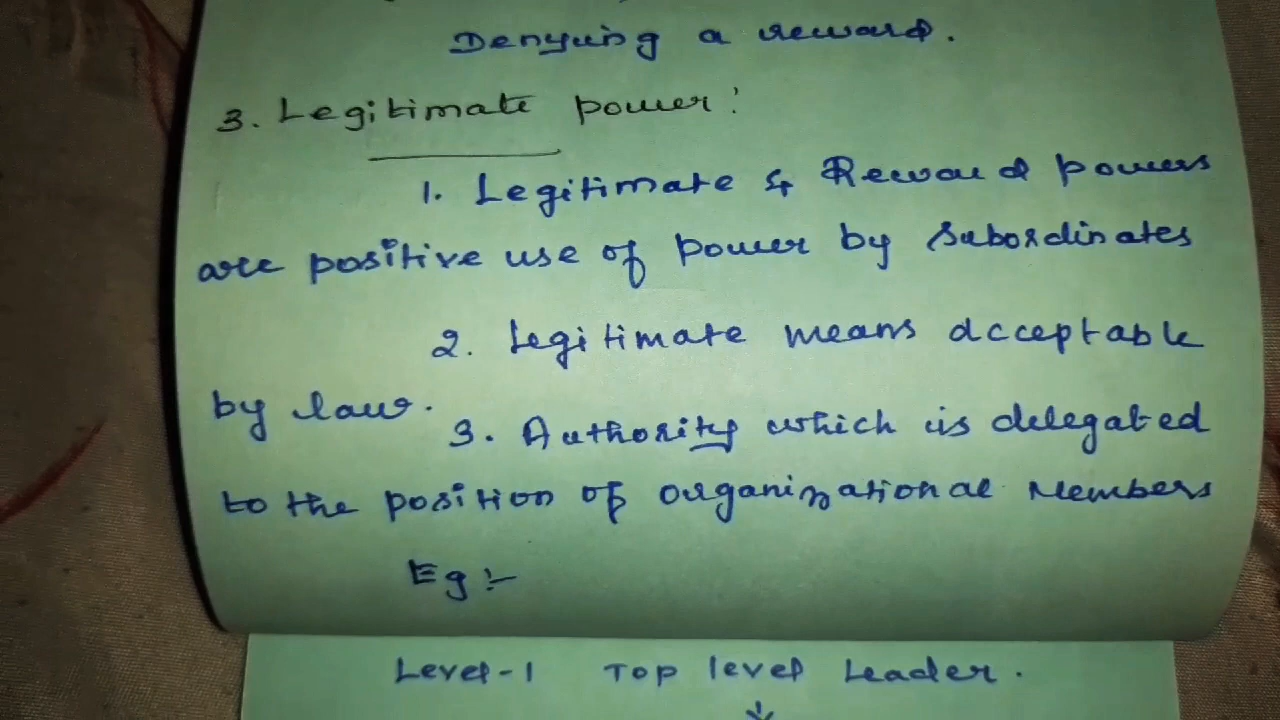 Denying a reward.
3. Legitimate power:
1. Legitimate & Reward powers
are positive use of power by subordinates
2. legitimate means acceptable
by law.
3. Authority which is delegated
to the position of organizational Members
Eg :-
Level-1 Top level Leader.
↓